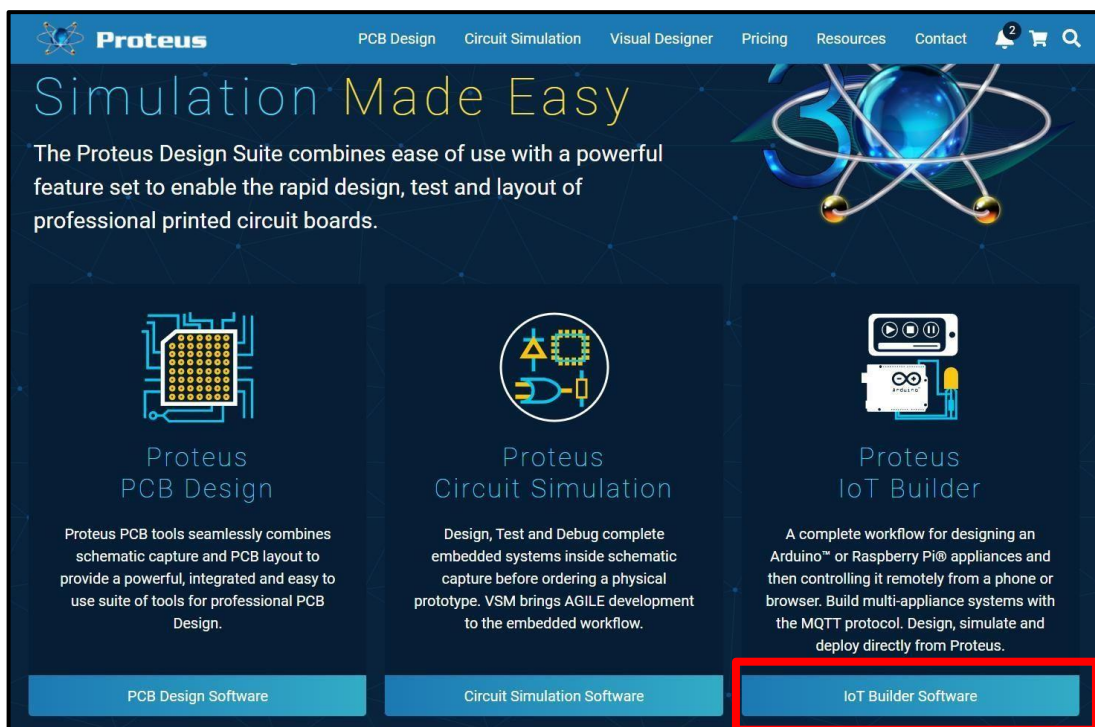 Proteus
PCB Design Circuit Simulation Visual Designer Pricing Resources Contact 2
Simulation Made Easy
The Proteus Design Suite combines ease of use with a powerful
feature set to enable the rapid design, test and layout of
professional printed circuit boards.
3
Proteus
PCB Design
Proteus PCB tools seamlessly combines
schematic capture and PCB layout to
provide a powerful, integrated and easy to
use suite of tools for professional PCB
Design.
PCB Design Software
Proteus
Circuit Simulation
Design, Test and Debug complete
embedded systems inside schematic
capture before ordering a physical
prototype. VSM brings AGILE development
to the embedded workflow.
Circuit Simulation Software
Arduino
Proteus
IoT Builder
A complete workflow for designing an
Arduino™ or Raspberry Pi® appliances and
then controlling it remotely from a phone or
browser. Build multi-appliance systems with
the MQTT protocol. Design, simulate and
deploy directly from Proteus.
IoT Builder Software